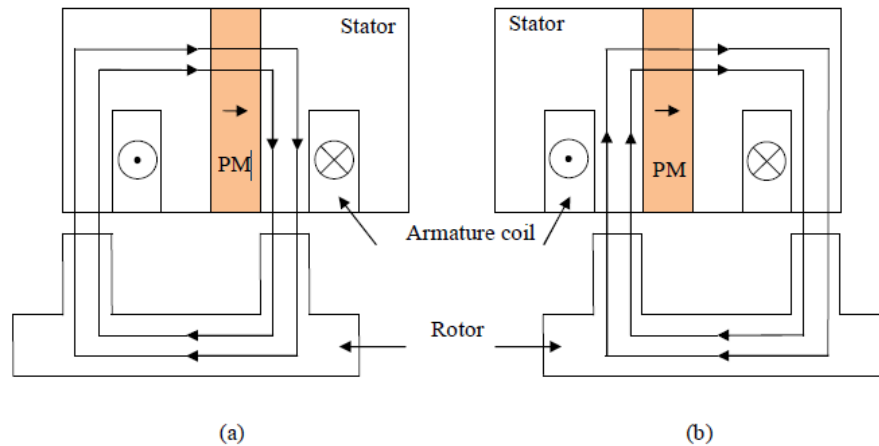 Stator
Stator
PM
PM
Armature coil
Rotor
(a)
(b)